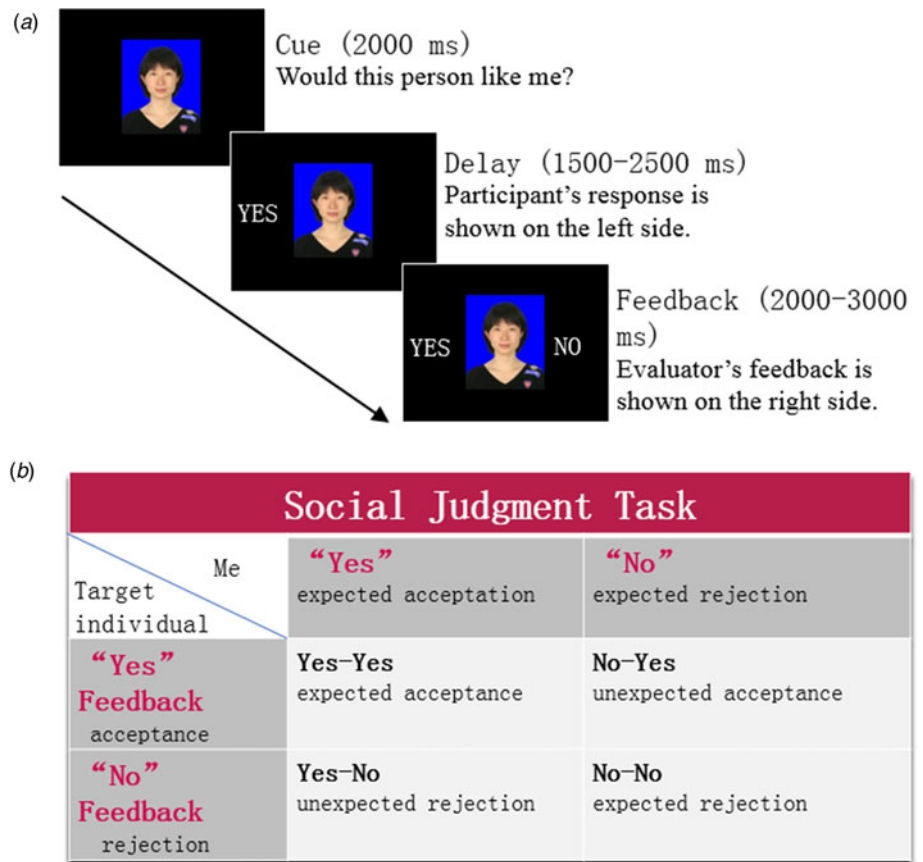 (a)
Cue (2000 ms)
Would this person like me?
YES
Delay (1500-2500 ms)
Participant's response is
shown on the left side.
YES
NO
Feedback (2000-3000
ms)
Evaluator's feedback is
shown on the right side.
(b)
Social Judgment Task
Me
Target
individual
“Yes”
expected acceptation
“No”
expected rejection
“Yes”
Feedback
acceptance
Yes-Yes
expected acceptance
No-Yes
unexpected acceptance
“No”
Feedback
rejection
Yes-No
unexpected rejection
No-No
expected rejection